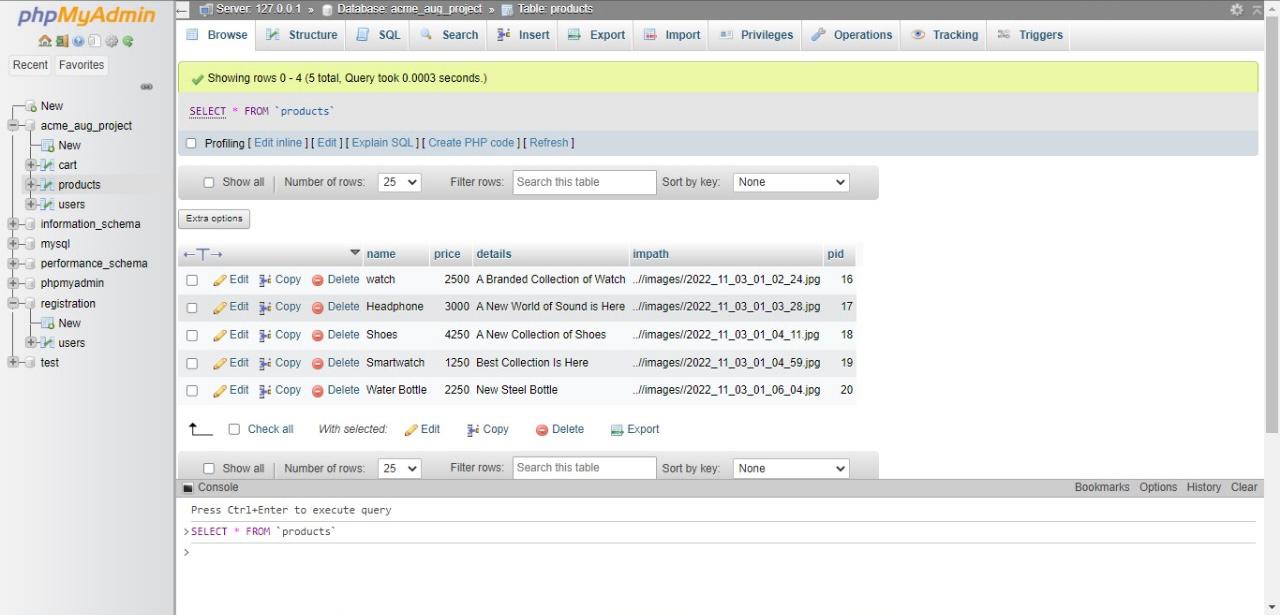 phpMyAdmin
Recent Favorites
New
acme_aug_project
New
cart
products
users
information_schema
mysql
performance_schema
phpmyadmin
registration
New
users
test
Server: 127.0.0.1 » Database: acme_aug_project » Table: products
Browse Structure SQL Search Insert Export Import Privileges Operations Tracking Triggers
Showing rows 0 - 4 (5 total, Query took 0.0003 seconds.)
SELECT * FROM `products`
Profiling [ Edit inline ] [ Edit ] [ Explain SQL ] [ Create PHP code ] [ Refresh ]
Show all Number of rows: 25 Filter rows: Search this table Sort by key: None
Extra options
←T→ name price details impath pid
Edit Copy Delete watch 2500 A Branded Collection of Watch ..//images//2022_11_03_01_02_24.jpg 16
Edit Copy Delete Headphone 3000 A New World of Sound is Here ..//images//2022_11_03_01_03_28.jpg 17
Edit Copy Delete Shoes 4250 A New Collection of Shoes ..//images//2022_11_03_01_04_11.jpg 18
Edit Copy Delete Smartwatch 1250 Best Collection Is Here ..//images//2022_11_03_01_04_59.jpg 19
Edit Copy Delete Water Bottle 2250 New Steel Bottle ..//images//2022_11_03_01_06_04.jpg 20
Check all With selected: Edit Copy Delete Export
Show all Number of rows: 25 Filter rows: Search this table Sort by key: None
Console Bookmarks Options History Clear
Press Ctrl+Enter to execute query
>SELECT * FROM `products`
>